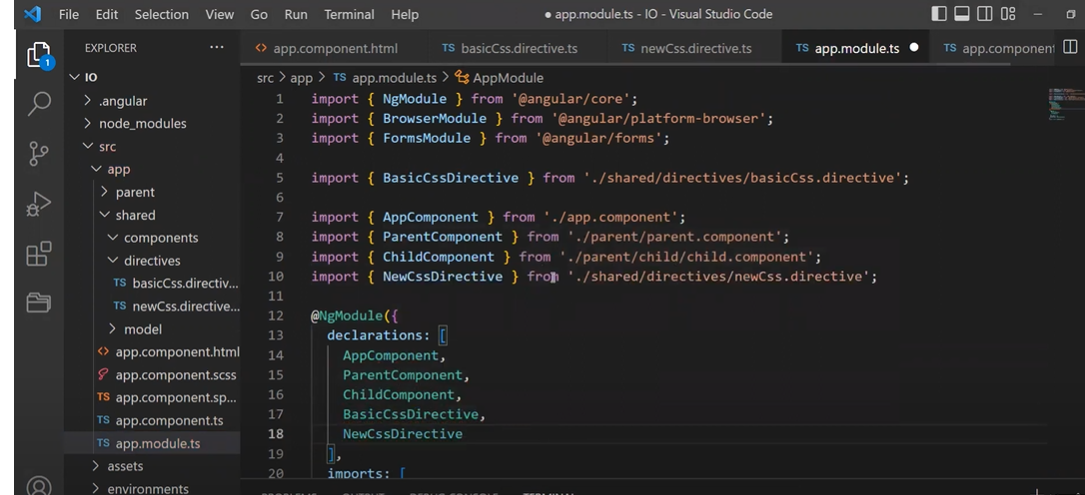 File Edit Selection View Go Run Terminal Help
● app.module.ts - IO - Visual Studio Code
EXPLORER ...
<> app.component.html TS basicCss.directive.ts TS newCss.directive.ts TS app.module.ts ● TS app.component
1
IO
src > app > TS app.module.ts > AppModule
.angular
node_modules
src
app
parent
shared
components
directives
TS basicCss.directiv...
TS newCss.directive...
model
<> app.component.html
app.component.scss
TS app.component.sp...
TS app.component.ts
TS app.module.ts
assets
environments
1 import { NgModule } from '@angular/core';
2 import { BrowserModule } from '@angular/platform-browser';
3 import { FormsModule } from '@angular/forms';
4
5 import { BasicCssDirective } from './shared/directives/basicCss.directive';
6
7 import { AppComponent } from './app.component';
8 import { ParentComponent } from './parent/parent.component';
9 import { ChildComponent } from './parent/child/child.component';
10 import { NewCssDirective } from './shared/directives/newCss.directive';
11
12 @NgModule({
13 declarations: [
14 AppComponent,
15 ParentComponent,
16 ChildComponent,
17 BasicCssDirective,
18 NewCssDirective
19 ],
20 imports: [